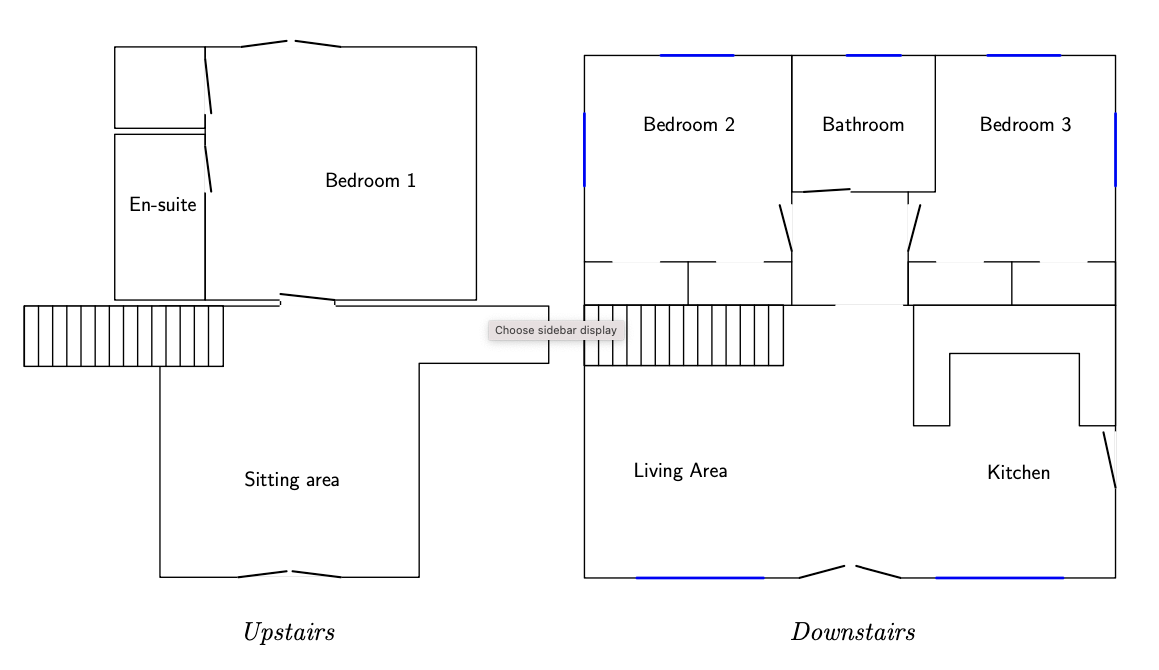 Bedroom 2
Bathroom
Bedroom 3
Bedroom 1
En-suite
Choose sidebar display
Sitting area
Living Area
Kitchen
Upstairs
Downstairs